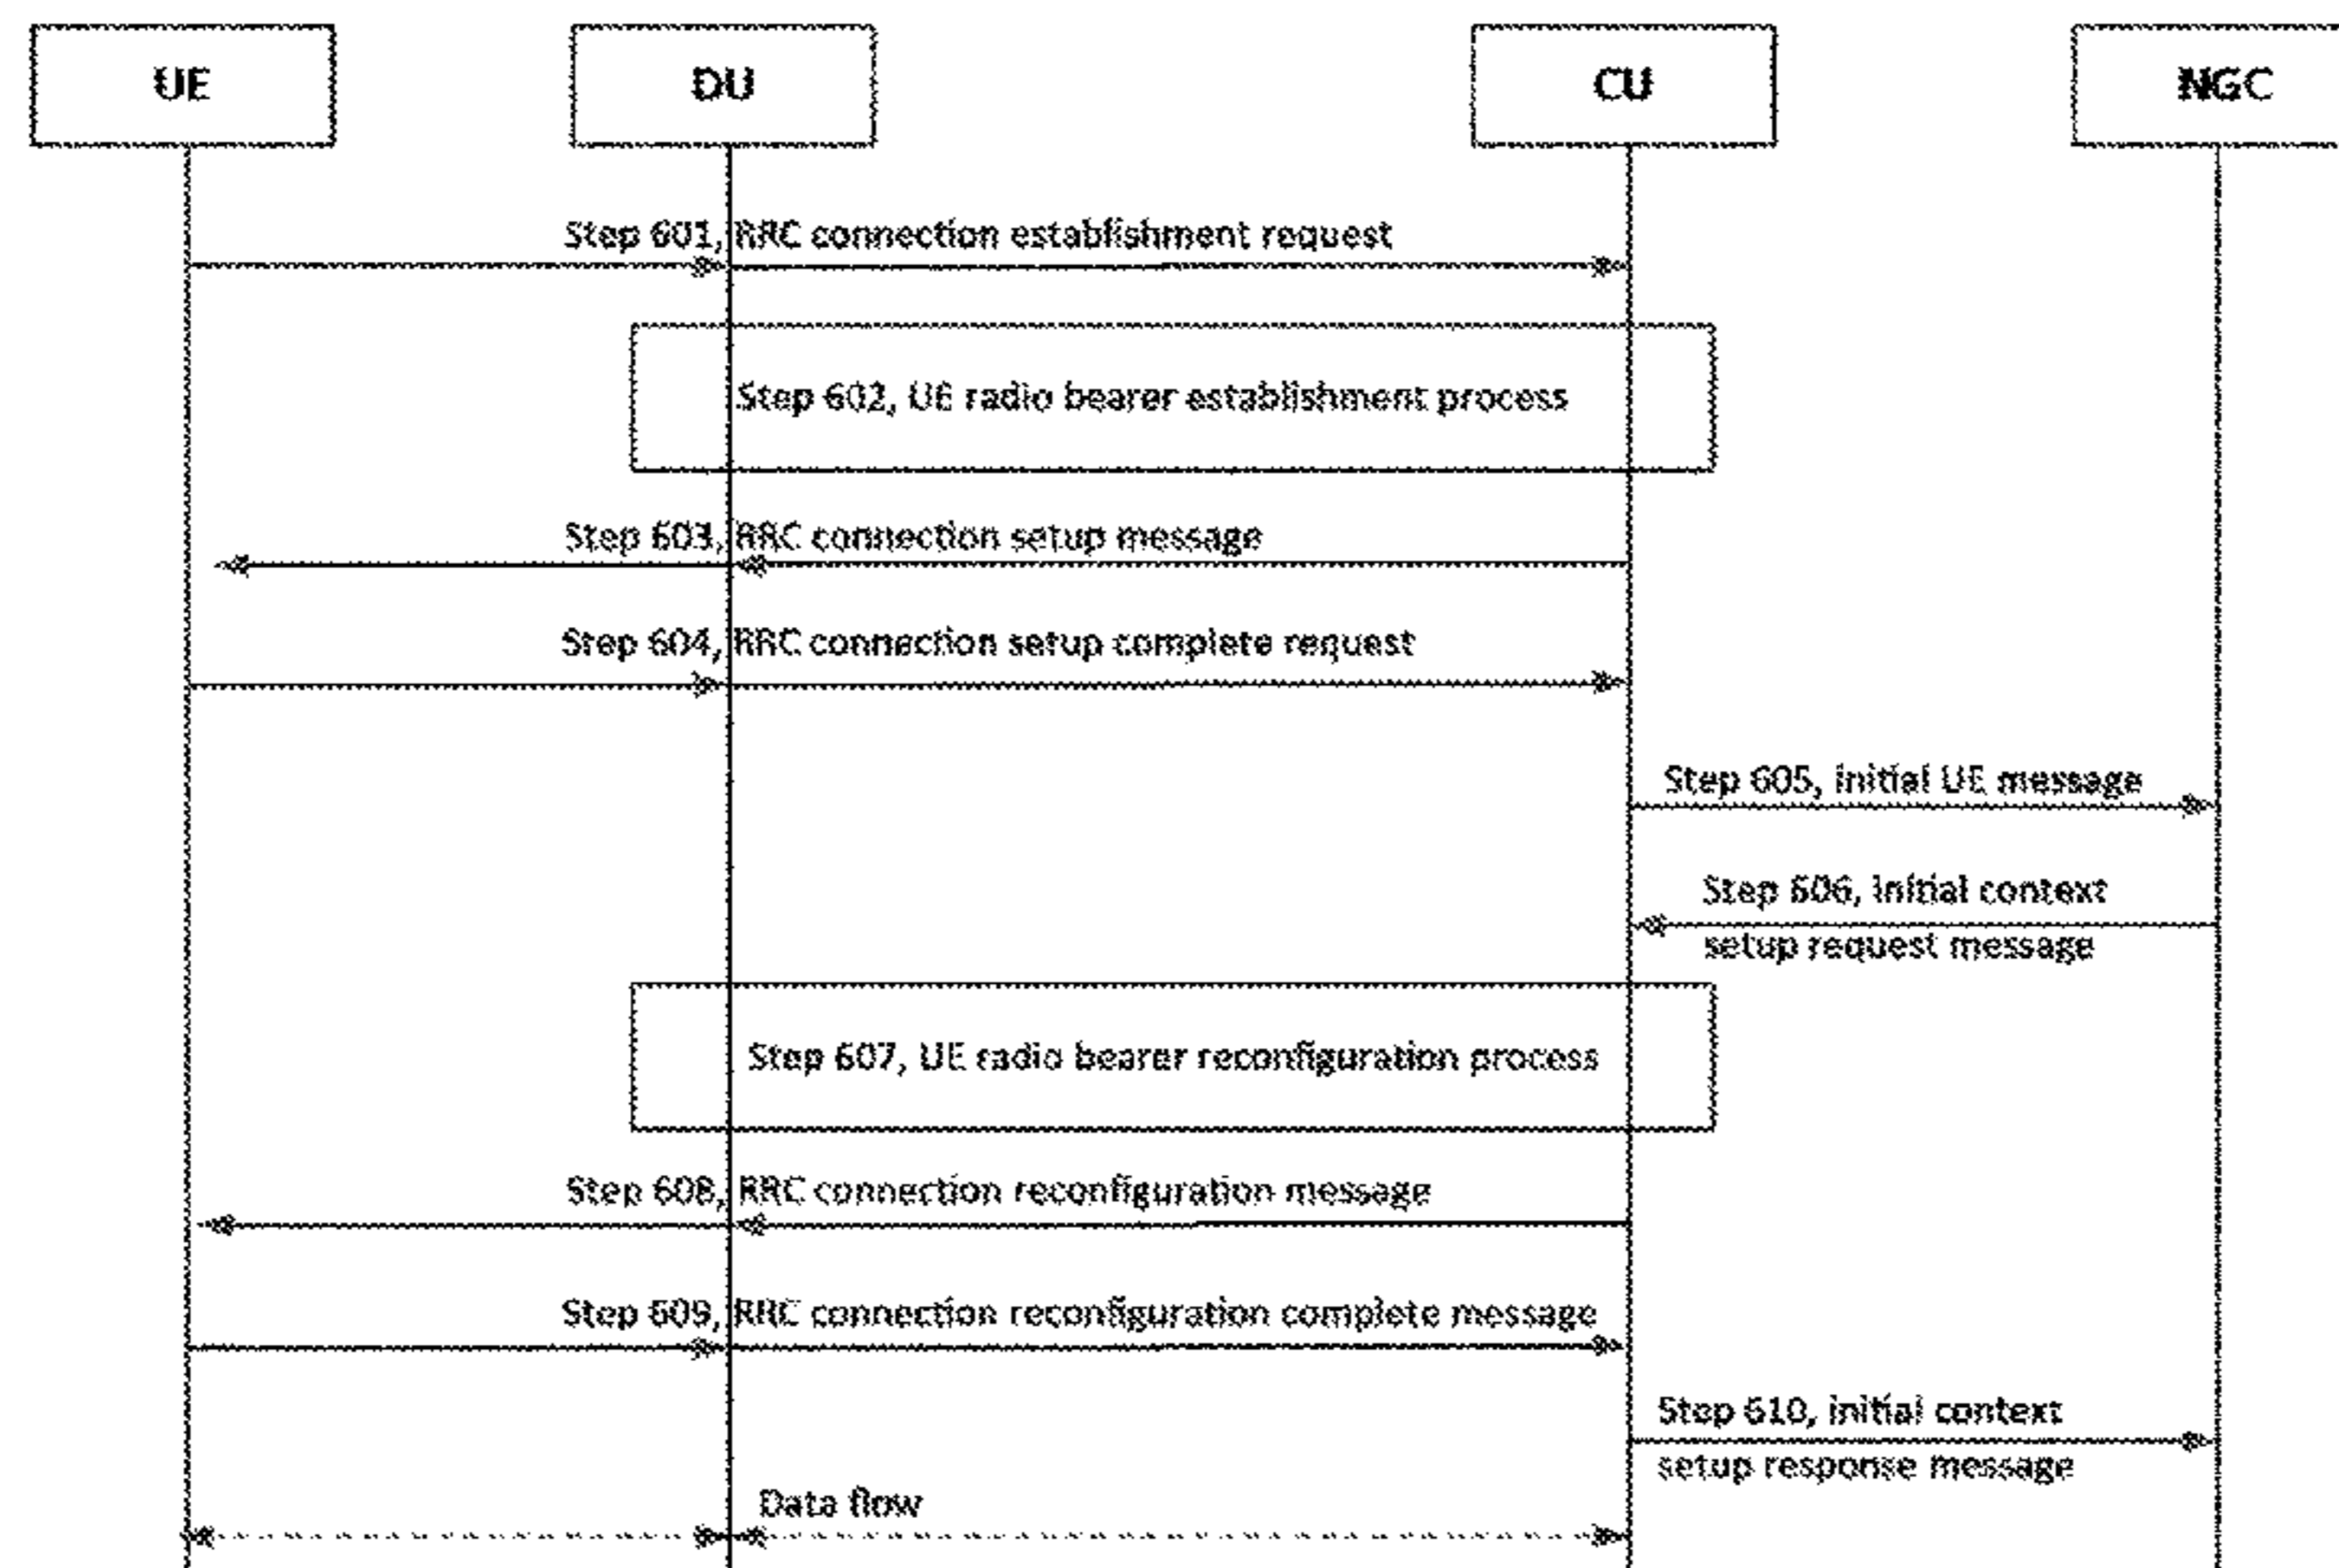 UE
DU
CU
NGC
Step 601, RRC connection establishment request
Step 602, UE radio bearer establishment process
Step 603, RRC connection setup message
Step 604, RRC connection setup complete request
Step 605, initial UE message
Step 606, initial context
setup request message
Step 607, UE radio bearer reconfiguration process
Step 608, RRC connection reconfiguration message
Step 609, RRC connection reconfiguration complete message
Step 610, initial context
setup response message
Data flow